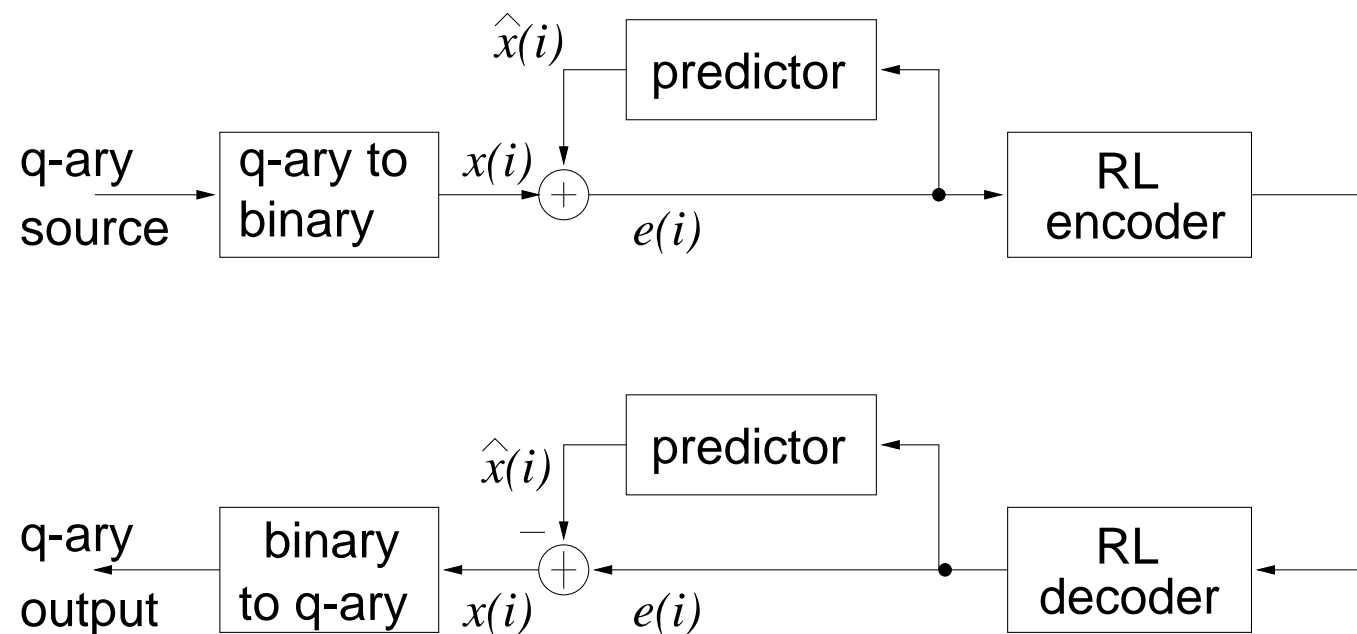 x̂(i)
predictor
q-ary
source
q-ary to
binary
x(i)
+
e(i)
RL
encoder
x̂(i)
predictor
q-ary
output
binary
to q-ary
x(i)
−
+
e(i)
RL
decoder